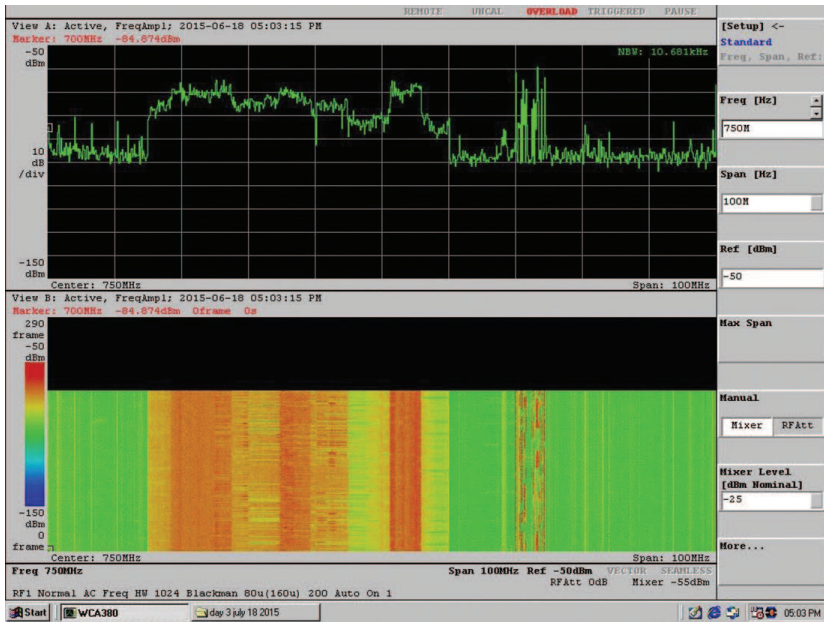 REMOTE UNCAL OVERLOAD TRIGGERED PAUSE
View A: Active, FreqAmpl; 2015-06-18 05:03:15 PM
Marker: 700MHz -84.874dBm
-50
dBm
NBW: 10.681kHz
10
dB
/div
-150
dBm
Center: 750MHz Span: 100MHz
View B: Active, FreqAmpl; 2015-06-18 05:03:15 PM
Marker: 700MHz -84.874dBm 0frame 0s
290
frame
-50
dBm
-150
dBm
0
frame
Center: 750MHz Span: 100MHz
Freq 750MHz Span 100MHz Ref -50dBm VECTOR SEAMLESS
RFAtt 0dB Mixer -55dBm
RF1 Normal AC Freq HW 1024 Blackman 80u(160u) 200 Auto On 1
[Setup] <-
Standard
Freq, Span, Ref:
Freq [Hz]
750M
Span [Hz]
100M
Ref [dBm]
-50
Max Span
Manual
Mixer RFAtt
Mixer Level
[dBm Nominal]
-25
More...
Start WCA380 day 3 july 18 2015 05:03 PM